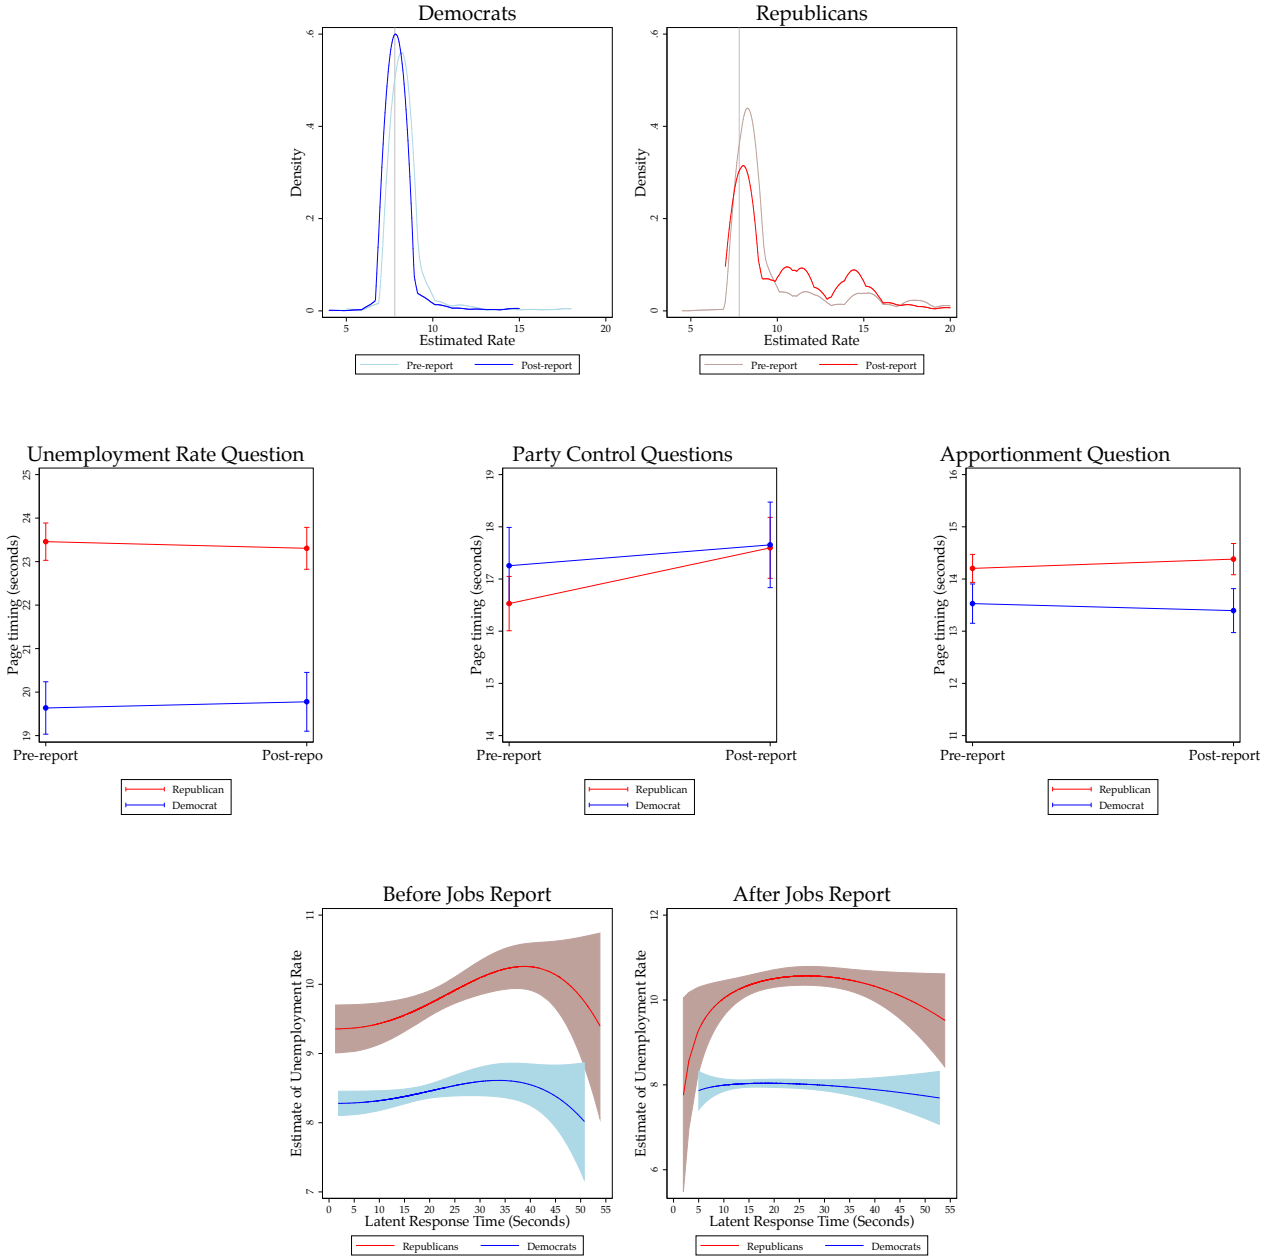 Democrats
Republicans
Density
.6
.4
.2
0
5
10
15
20
Estimated Rate
Pre-report
Post-report
Density
.6
.4
.2
0
5
10
15
20
Estimated Rate
Pre-report
Post-report
Unemployment Rate Question
Page timing (seconds)
25
24
23
22
21
20
19
Pre-report
Post-repo
Republican
Democrat
Party Control Questions
Page timing (seconds)
19
18
17
16
15
14
Pre-report
Post-report
Republican
Democrat
Apportionment Question
Page timing (seconds)
16
15
14
13
12
11
Pre-report
Post-report
Republican
Democrat
Before Jobs Report
Estimate of Unemployment Rate
11
10
9
8
7
0 5 10 15 20 25 30 35 40 45 50 55
Latent Response Time (Seconds)
Republicans
Democrats
After Jobs Report
Estimate of Unemployment Rate
12
10
8
6
0 5 10 15 20 25 30 35 40 45 50 55
Latent Response Time (Seconds)
Republicans
Democrats